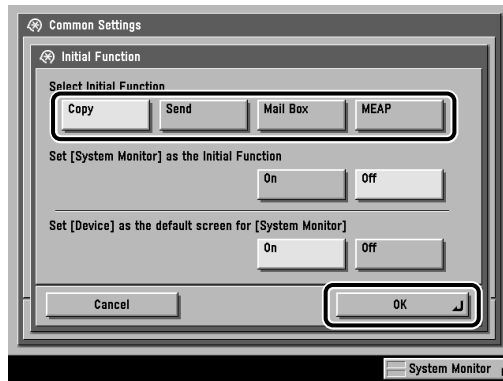 Common Settings
Initial Function
Select Initial Function
Copy Send Mail Box MEAP
Set [System Monitor] as the Initial Function
On Off
Set [Device] as the default screen for [System Monitor]
On Off
Cancel OK
System Monitor